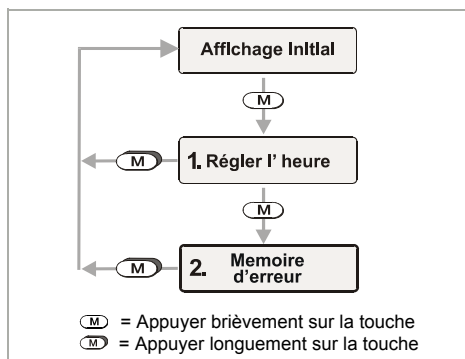 Affichage Initial
M
M 1. Régler l' heure
M
M 2. Memoire
d'erreur
M = Appuyer brièvement sur la touche
M = Appuyer longuement sur la touche